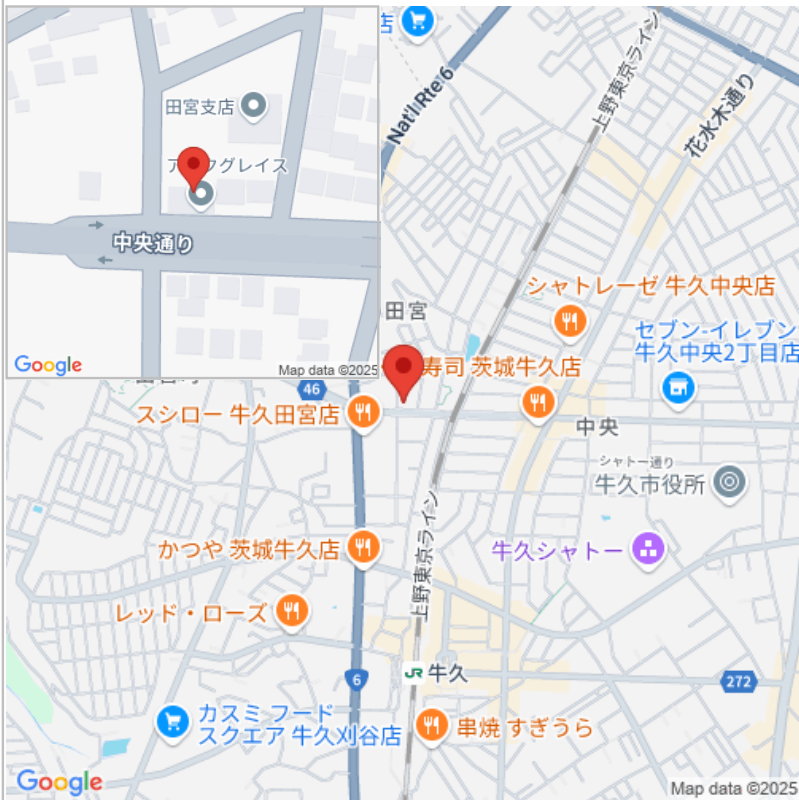 田宮支店
中央通り
Google
Map data ©2025
店
Nat'l Rte 6
上野東京ライン
花水木通り
田宮
シャトレーゼ 牛久中央店
セブン-イレブン
牛久中央2丁目店
寿司 茨城牛久店
46
スシロー 牛久田宮店
中央
シャトー通り
牛久市役所
かつや 茨城牛久店
牛久シャトー
上野東京ライン
レッド・ローズ
6
JR 牛久
272
カスミ フード
スクエア 牛久刈谷店
串焼 すぎうら
Google
Map data ©2025